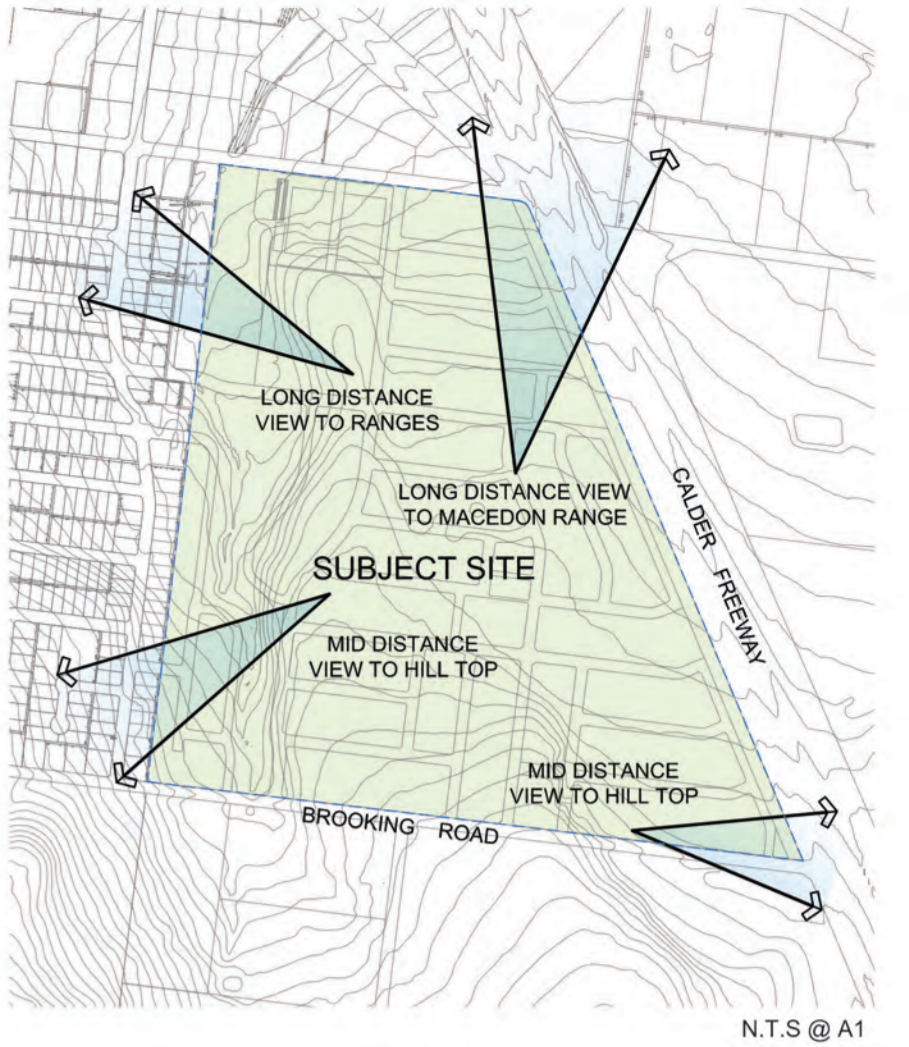 LONG DISTANCE
VIEW TO RANGES
LONG DISTANCE VIEW
TO MACEDON RANGE
CALDER FREEWAY
SUBJECT SITE
MID DISTANCE
VIEW TO HILL TOP
MID DISTANCE
VIEW TO HILL TOP
BROOKING ROAD
N.T.S @ A1